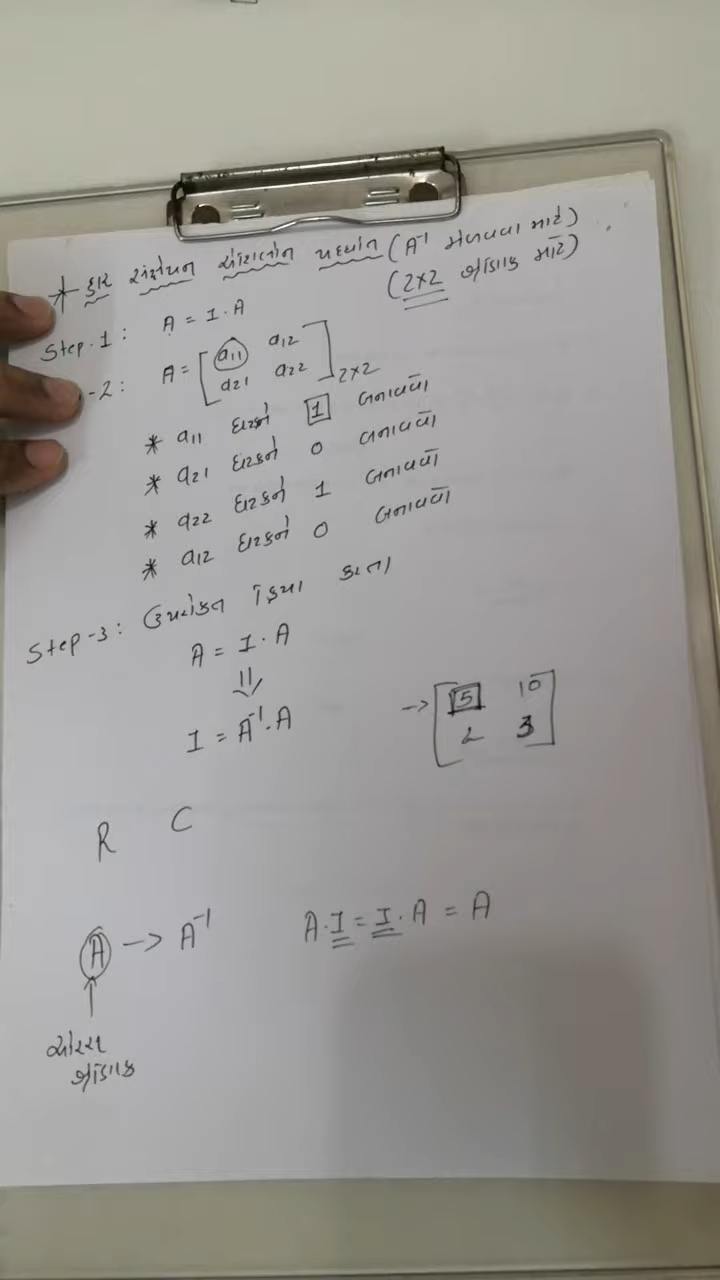 * હાર (A⁻¹ મેળવવા માટે)
(2×2 શ્રેણિક માટે)
Step.1: A = I.A
-2: A = [a11 a12
a21 a22]2×2
* a11 ઘટકને 1 બનાવવો
* a21 ઘટકને 0 બનાવવો
* a22 ઘટકને 1 બનાવવો
* a12 ઘટકને 0 બનાવવો
Step-3: ઉપરોક્ત ક્રિયા કરતા
A = I.A
⇓
I = A⁻¹.A
→ [5 10
2 3]
R C
A → A⁻¹ A.I = I.A = A
↑
ચોરસ
શ્રેણિક